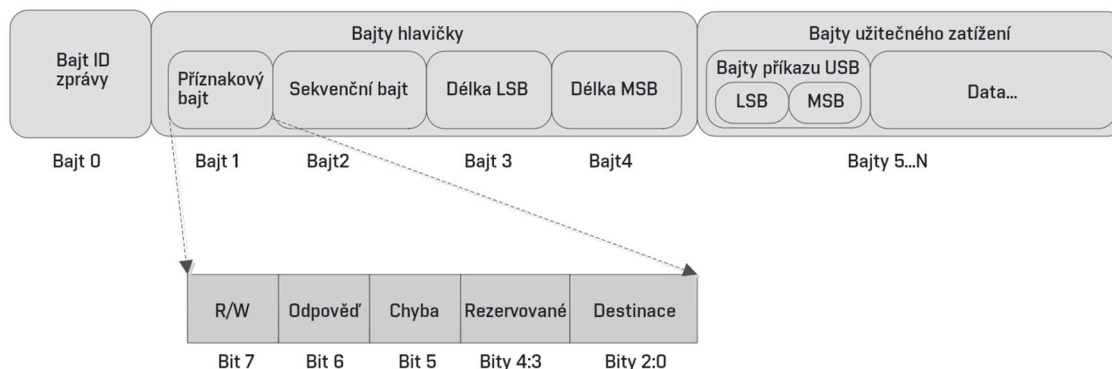 Bajt ID
zprávy
Bajty hlavičky
Příznakový
bajt
Sekvenční bajt
Délka LSB
Délka MSB
Bajty užitečného zatížení
Bajty příkazu USB
LSB
MSB
Data...
Bajt 0
Bajt 1
Bajt2
Bajt 3
Bajt4
Bajty 5...N
R/W
Odpověď
Chyba
Rezervované
Destinace
Bit 7
Bit 6
Bit 5
Bity 4:3
Bity 2:0